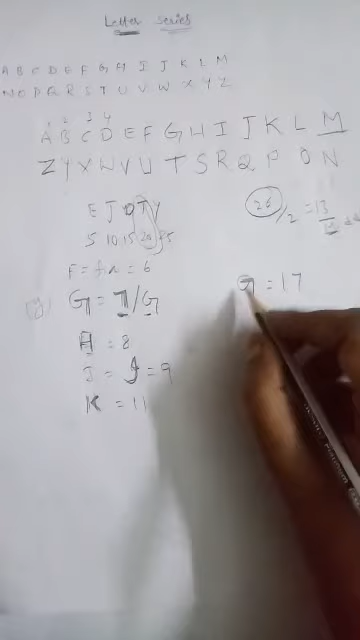 Letter series
A B C D E F G H I J K L M
N O P Q R S T U V W X Y Z
1 2 3 4
A B C D E F G H I J K L M
Z Y X W V U T S R Q P O N
E J O T Y
5 10 15 20 25
26/2 = 13
F = fix = 6
G = 7/G
G = 17
H = 8
I = 9
K = 11